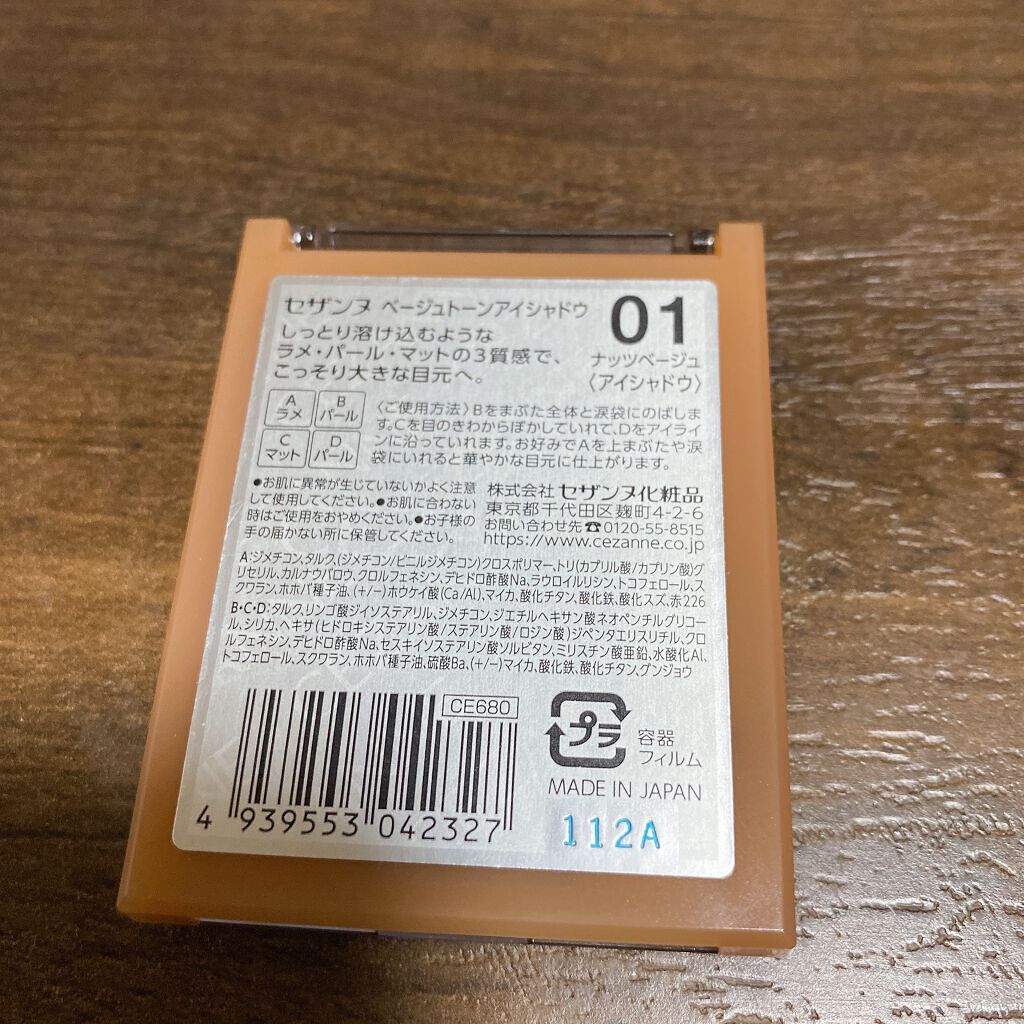 セザンヌ ベージュトーンアイシャドウ
01
しっとり溶け込むような
ラメ・パール・マットの3質感で、
こっそり大きな目元へ。
ナッツベージュ
〈アイシャドウ〉
A
ラメ
B
パール
C
マット
D
パール
〈ご使用方法〉Bをまぶた全体と涙袋にのばしま
す。Cを目のきわからぼかしていれて、Dをアイライ
ンに沿っていれます。お好みでAを上まぶたや涙
袋にいれると華やかな目元に仕上がります。
●お肌に異常が生じていないかよく注意
して使用してください。●お肌に合わない
時はご使用をおやめください。●お子様の
手の届かない所に保管してください。
株式会社 セザンヌ化粧品
東京都千代田区麹町4-2-6
お問い合わせ先☎0120-55-8515
https://www.cezanne.co.jp
A:ジメチコン,タルク,(ジメチコン/ビニルジメチコン)クロスポリマー,トリ(カプリル酸/カプリン酸)グ
リセリル,カルナウバロウ,クロルフェネシン,デヒドロ酢酸Na,ラウロイルリシン,トコフェロール,ス
クワラン,ホホバ種子油,(+/−)ホウケイ酸(Ca/Al),マイカ,酸化チタン,酸化鉄,酸化スズ,赤226
B・C・D:タルク,リンゴ酸ジイソステアリル,ジメチコン,ジエチルヘキサン酸ネオペンチルグリコー
ル,シリカ,ヘキサ(ヒドロキシステアリン酸/ステアリン酸/ロジン酸)ジペンタエリスリチル,クロ
ルフェネシン,デヒドロ酢酸Na,セスキイソステアリン酸ソルビタン,ミリスチン酸亜鉛,水酸化Al,
トコフェロール,スクワラン,ホホバ種子油,硫酸Ba,(+/−)マイカ,酸化鉄,酸化チタン,グンジョウ
CE680
プラ
容器
フィルム
MADE IN JAPAN
4 939553 042327
112A